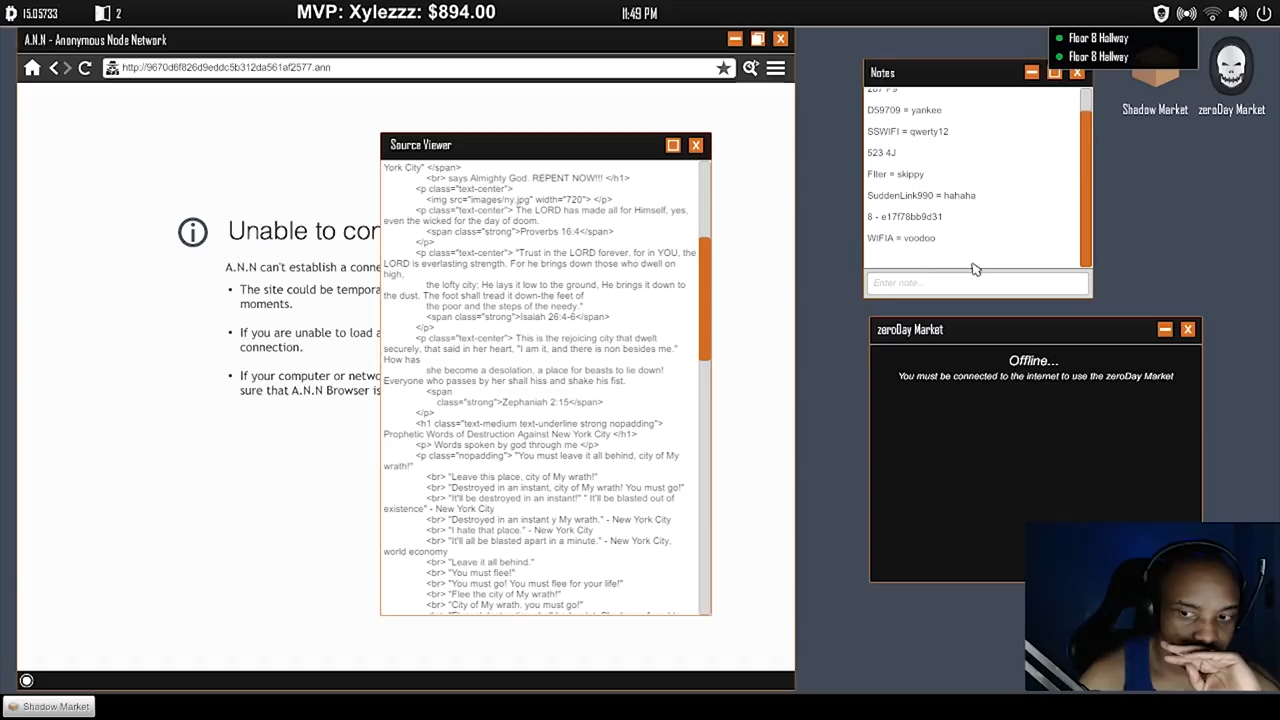 15.05733
2
MVP: Xylezzz: $894.00
11:49 PM
A.N.N - Anonymous Node Network
http://9670d6f826d9eddc5b312da561af2577.ann
Unable to con
A.N.N can't establish a conne
• The site could be tempora
moments.
• If you are unable to load a
connection.
• If your computer or netwo
sure that A.N.N Browser is
Source Viewer
York City" </span>
<br> says Almighty God. REPENT NOW!!! </h1>
<p class="text-center">
<img src="images/ny.jpg" width="720"> </p>
<p class="text-center"> The LORD has made all for Himself, yes,
even the wicked for the day of doom.
<span class="strong">Proverbs 16:4</span>
</p>
<p class="text-center"> "Trust in the LORD forever, for in YOU, the
LORD is everlasting strength. For he brings down those who dwell on
high,
the lofty city; He lays it low to the ground, He brings it down to
the dust. The foot shall tread it down-the feet of
the poor and the steps of the needy."
<span class="strong">Isaiah 26:4-6</span>
</p>
<p class="text-center"> This is the rejoicing city that dwelt
securely, that said in her heart, "I am it, and there is non besides me."
How has
she become a desolation, a place for beasts to lie down!
Everyone who passes by her shall hiss and shake his fist.
<span
class="strong">Zephaniah 2:15</span>
</p>
<h1 class="text-medium text-underline strong nopadding">
Prophetic Words of Destruction Against New York City </h1>
<p> Words spoken by god through me </p>
<p class="nopadding"> "You must leave it all behind, city of My
wrath!"
<br> "Leave this place, city of My wrath!"
<br> "Destroyed in an instant, city of My wrath! You must go!"
<br> "It'll be destroyed in an instant!" " It'll be blasted out of
existence" - New York City
<br> "Destroyed in an instant y My wrath." - New York City
<br> "I hate that place." - New York City
<br> "It'll all be blasted apart in a minute." - New York City,
world economy
<br> "Leave it all behind."
<br> "You must flee!"
<br> "You must go! You must flee for your life!"
<br> "Flee the city of My wrath!"
<br> "City of My wrath, you must go!"
Notes
D59709 = yankee
SSWIFI = qwerty12
523 4J
FIter = skippy
SuddenLink990 = hahaha
8 - e17f78bb9d31
WIFIA = voodoo
Enter note...
Floor 8 Hallway
Floor 8 Hallway
Shadow Market
zeroDay Market
zeroDay Market
Offline...
You must be connected to the internet to use the zeroDay Market
Shadow Market